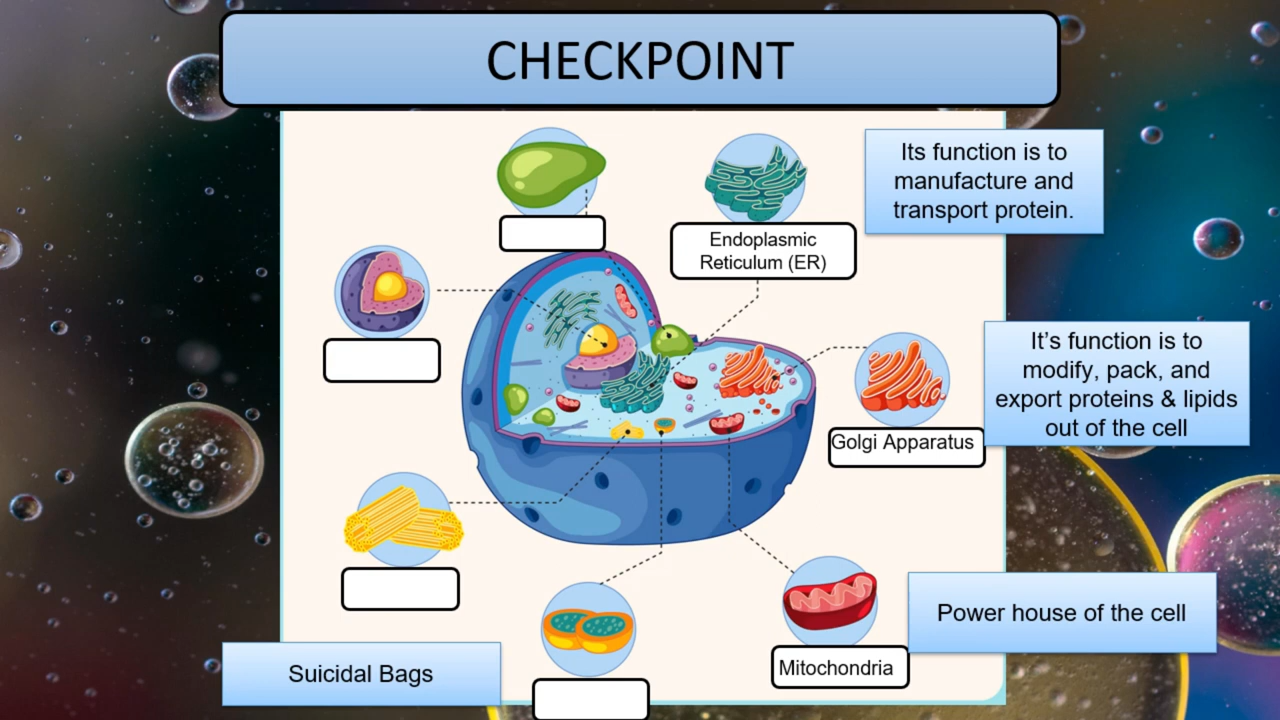 CHECKPOINT
Its function is to
manufacture and
transport protein.
Endoplasmic
Reticulum (ER)
It’s function is to
modify, pack, and
export proteins & lipids
out of the cell
Golgi Apparatus
Power house of the cell
Mitochondria
Suicidal Bags